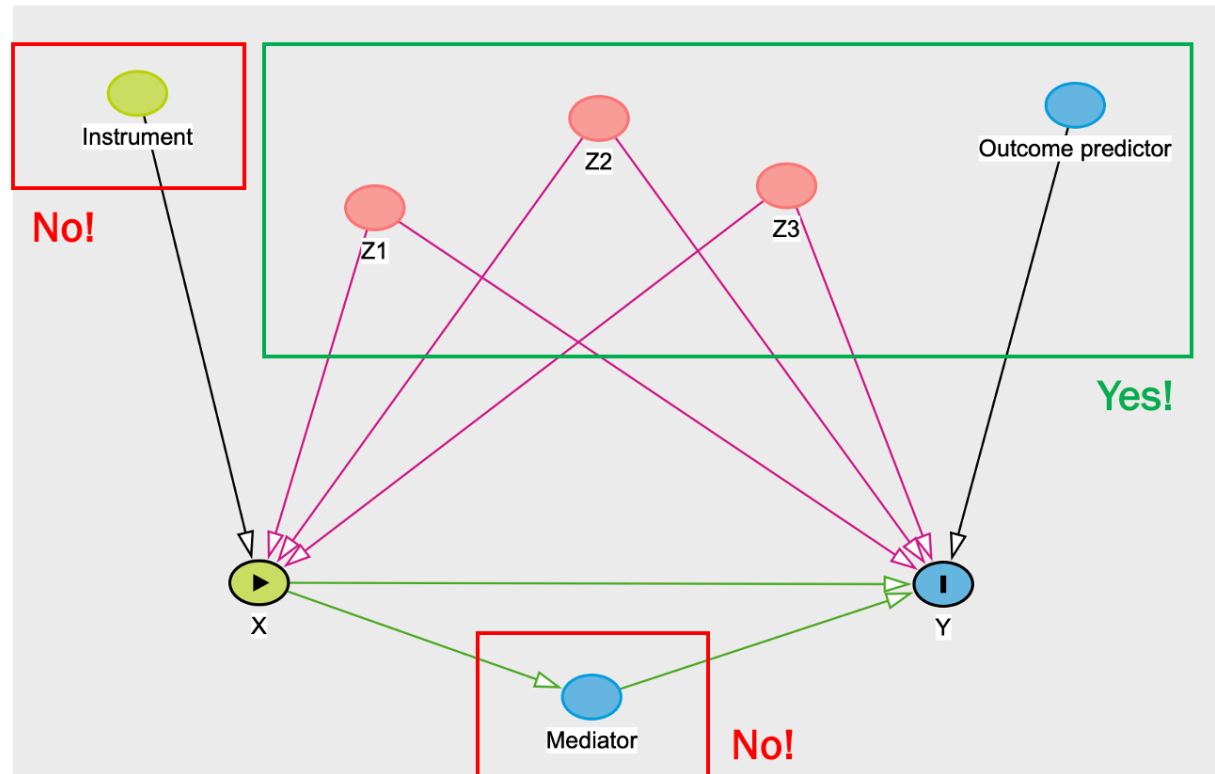 Instrument
No!
Z1
Z2
Z3
Outcome predictor
Yes!
X
Y
Mediator
No!